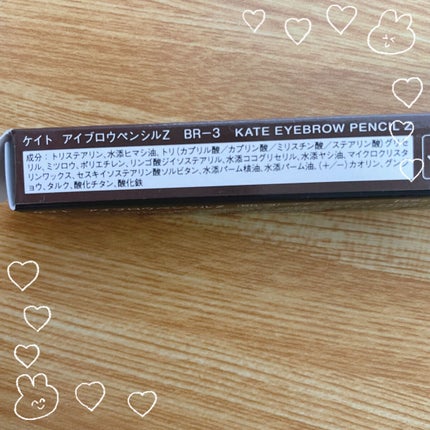 ケイト アイブロウペンシルZ BR-3 KATE EYEBROW PENCIL Z
成分:トリステアリン、水添ヒマシ油、トリ(カプリル酸/カプリン酸/ミリスチン酸/ステアリン酸)グリセ
リル、ミツロウ、ポリエチレン、リンゴ酸ジイソステアリル、水添ココグリセリル、水添ヤシ油、マイクロクリスタ
リンワックス、セスキイソステアリン酸ソルビタン、水添パーム核油、水添パーム油、(+/-)カオリン、グンジ
ョウ、タルク、酸化チタン、酸化鉄